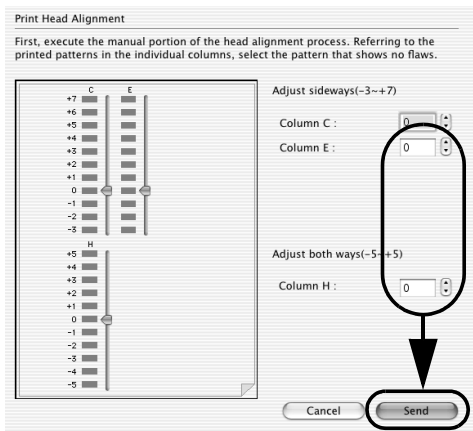 Print Head Alignment
First, execute the manual portion of the head alignment process. Referring to the
printed patterns in the individual columns, select the pattern that shows no flaws.
C E
+7
+6
+5
+4
+3
+2
+1
0
-1
-2
-3
H
+5
+4
+3
+2
+1
0
-1
-2
-3
-4
-5
Adjust sideways(-3~+7)
Column C : 0
Column E : 0
Adjust both ways(-5~+5)
Column H : 0
Cancel Send